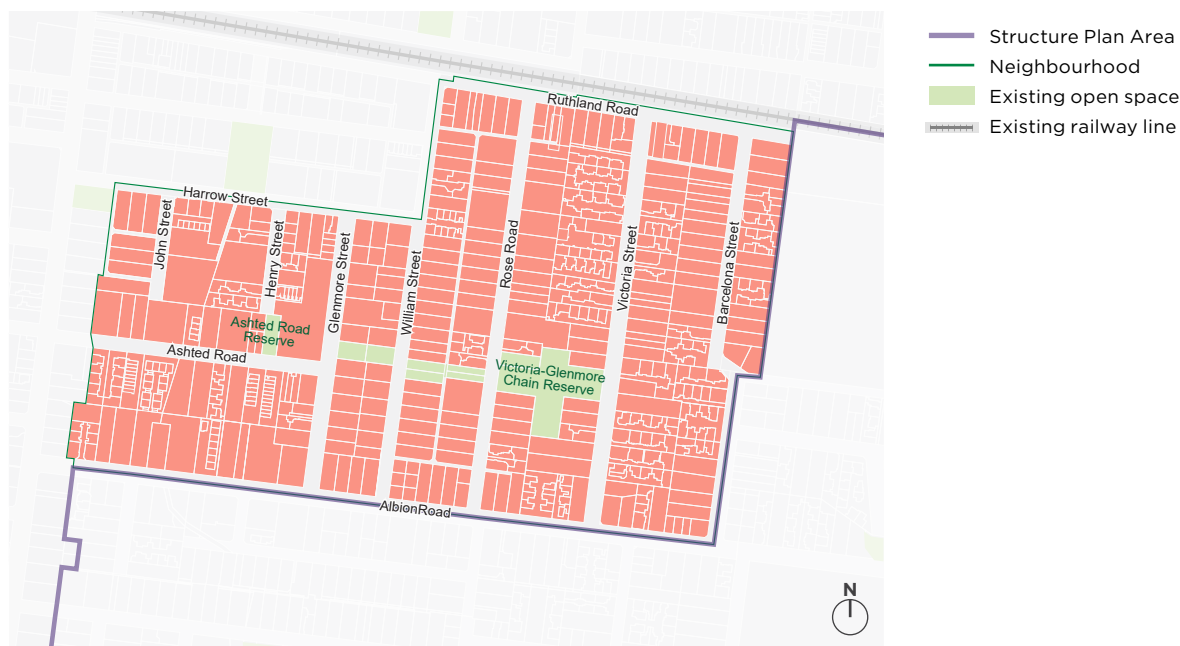 Structure Plan Area
Neighbourhood
Existing open space
Existing railway line
Ruthland Road
Harrow Street
John Street
Henry Street
Glenmore Street
William Street
Rose Road
Victoria Street
Barcelona Street
Ashted Road
Reserve
Ashted Road
Victoria-Glenmore
Chain Reserve
AlbionRoad
N